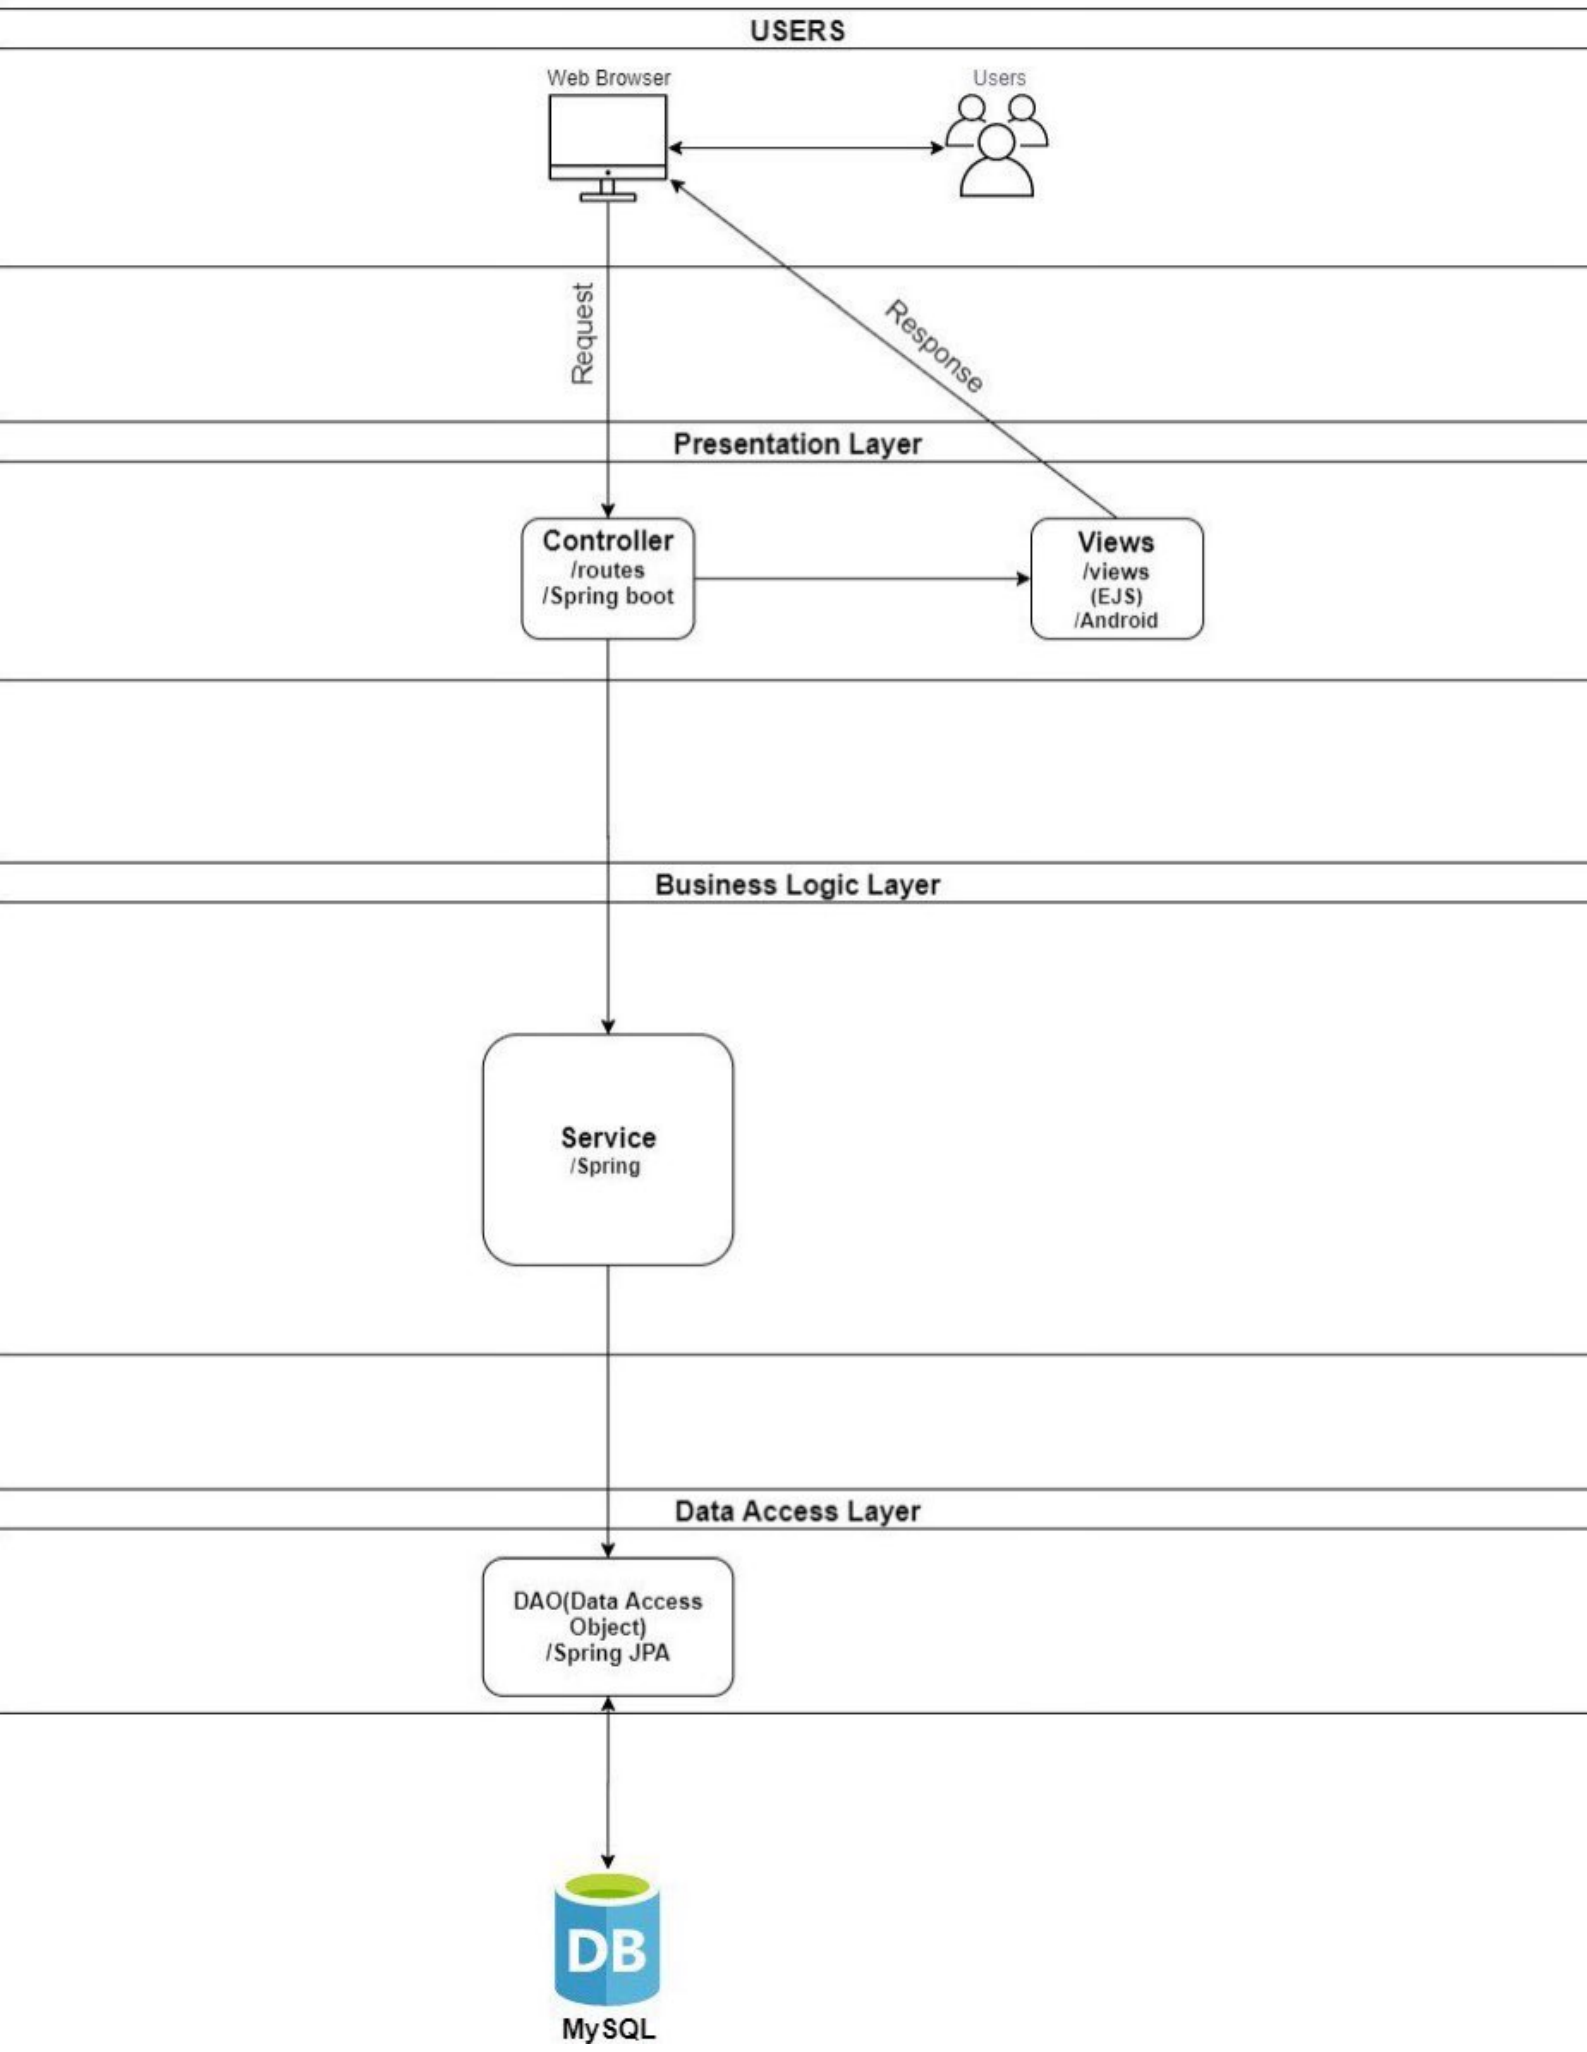 USERS
Web Browser
Users
Request
Response
Presentation Layer
Controller
/routes
/Spring boot
Views
/views
(EJS)
/Android
Business Logic Layer
Service
/Spring
Data Access Layer
DAO(Data Access
Object)
/Spring JPA
DB
MySQL